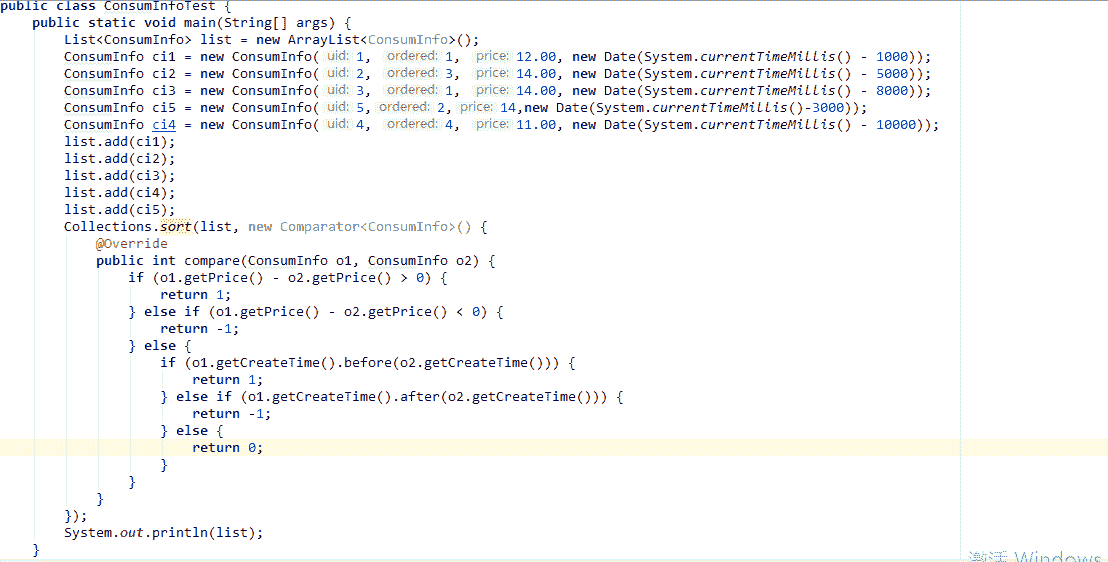 public class ConsumInfoTest {
    public static void main(String[] args) {
        List<ConsumInfo> list = new ArrayList<ConsumInfo>();
        ConsumInfo ci1 = new ConsumInfo( uid: 1,  ordered: 1,  price: 12.00, new Date(System.currentTimeMillis() - 1000));
        ConsumInfo ci2 = new ConsumInfo( uid: 2,  ordered: 3,  price: 14.00, new Date(System.currentTimeMillis() - 5000));
        ConsumInfo ci3 = new ConsumInfo( uid: 3,  ordered: 1,  price: 14.00, new Date(System.currentTimeMillis() - 8000));
        ConsumInfo ci5 = new ConsumInfo( uid: 5, ordered: 2, price: 14,new Date(System.currentTimeMillis()-3000));
        ConsumInfo ci4 = new ConsumInfo( uid: 4,  ordered: 4,  price: 11.00, new Date(System.currentTimeMillis() - 10000));
        list.add(ci1);
        list.add(ci2);
        list.add(ci3);
        list.add(ci4);
        list.add(ci5);
        Collections.sort(list, new Comparator<ConsumInfo>() {
            @Override
            public int compare(ConsumInfo o1, ConsumInfo o2) {
                if (o1.getPrice() - o2.getPrice() > 0) {
                    return 1;
                } else if (o1.getPrice() - o2.getPrice() < 0) {
                    return -1;
                } else {
                    if (o1.getCreateTime().before(o2.getCreateTime())) {
                        return 1;
                    } else if (o1.getCreateTime().after(o2.getCreateTime())) {
                        return -1;
                    } else {
                        return 0;
                    }
                }
            }
        });
        System.out.println(list);
    }
激活 Windows